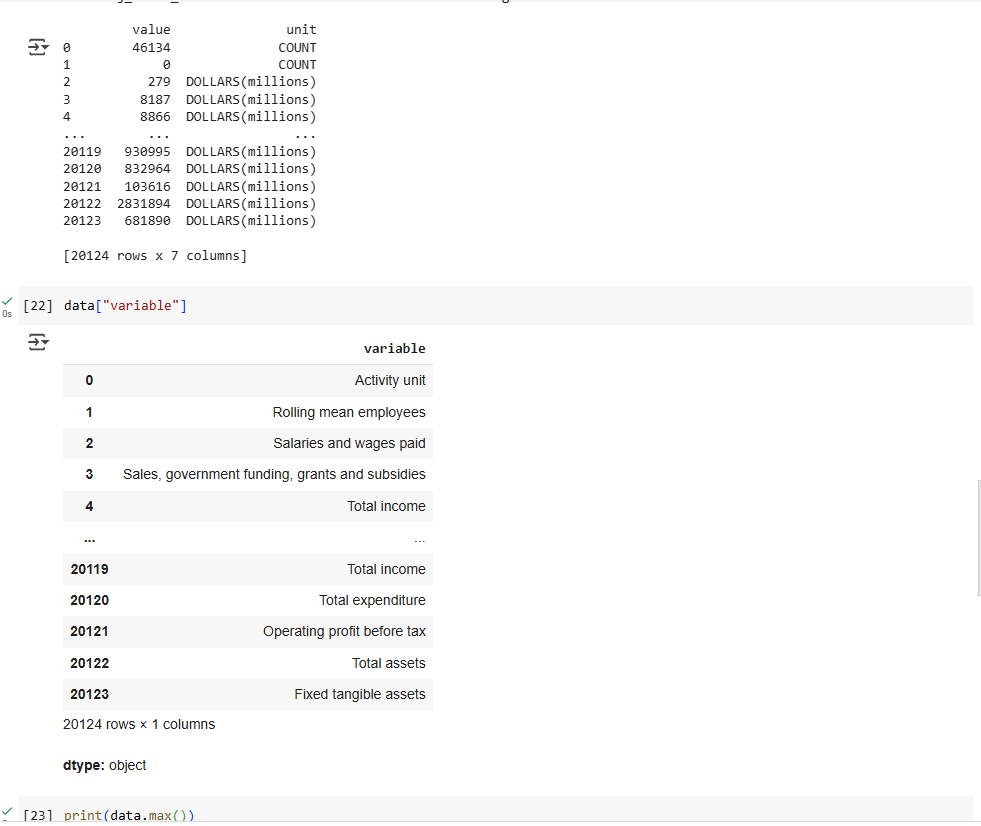 value unit
0 46134 COUNT
1 0 COUNT
2 279 DOLLARS(millions)
3 8187 DOLLARS(millions)
4 8866 DOLLARS(millions)
... ... ...
20119 930995 DOLLARS(millions)
20120 832964 DOLLARS(millions)
20121 103616 DOLLARS(millions)
20122 2831894 DOLLARS(millions)
20123 681890 DOLLARS(millions)
[20124 rows x 7 columns]
0s [22] data["variable"]
variable
0 Activity unit
1 Rolling mean employees
2 Salaries and wages paid
3 Sales, government funding, grants and subsidies
4 Total income
... ...
20119 Total income
20120 Total expenditure
20121 Operating profit before tax
20122 Total assets
20123 Fixed tangible assets
20124 rows × 1 columns
dtype: object
[23] print(data.max())